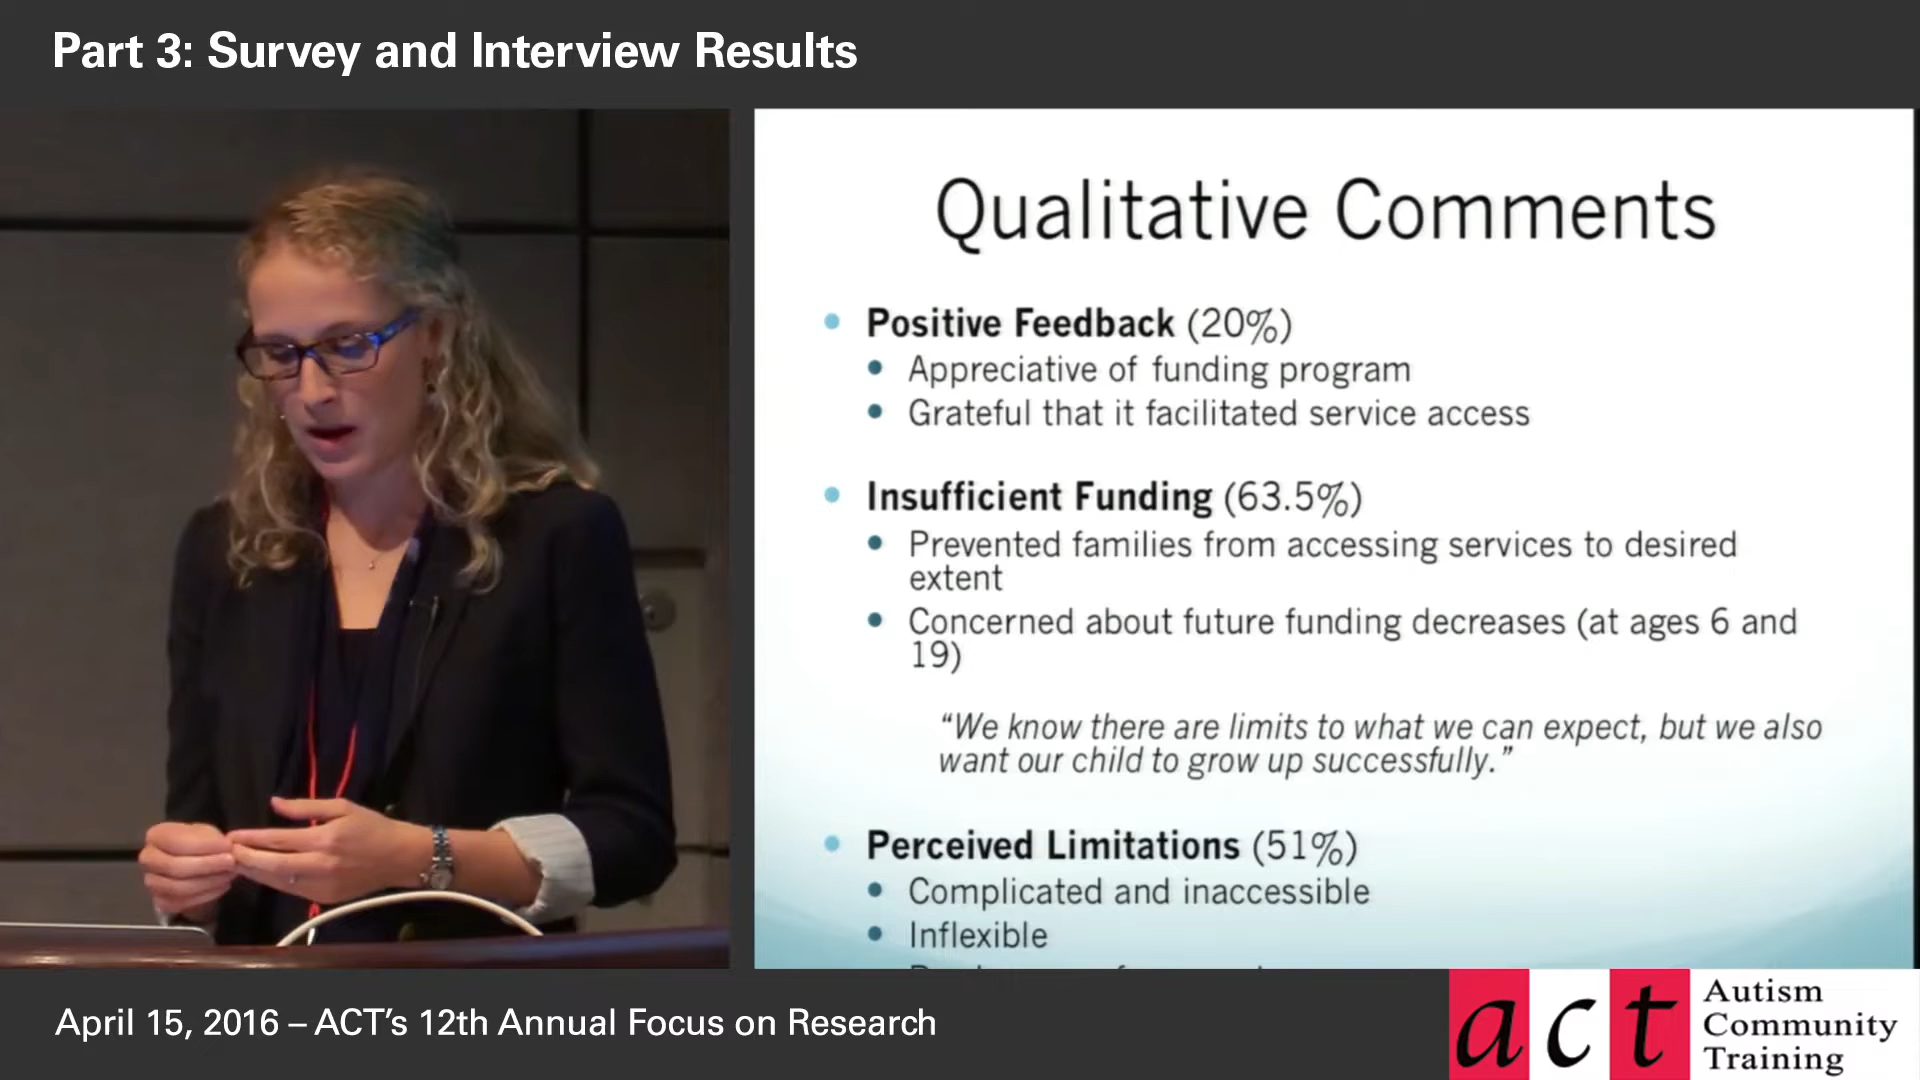 Part 3: Survey and Interview Results
Qualitative Comments
Positive Feedback (20%)
Appreciative of funding program
Grateful that it facilitated service access
Insufficient Funding (63.5%)
Prevented families from accessing services to desired
extent
Concerned about future funding decreases (at ages 6 and
19)
“We know there are limits to what we can expect, but we also
want our child to grow up successfully.”
Perceived Limitations (51%)
Complicated and inaccessible
Inflexible
April 15, 2016 – ACT’s 12th Annual Focus on Research
act
Autism
Community
Training